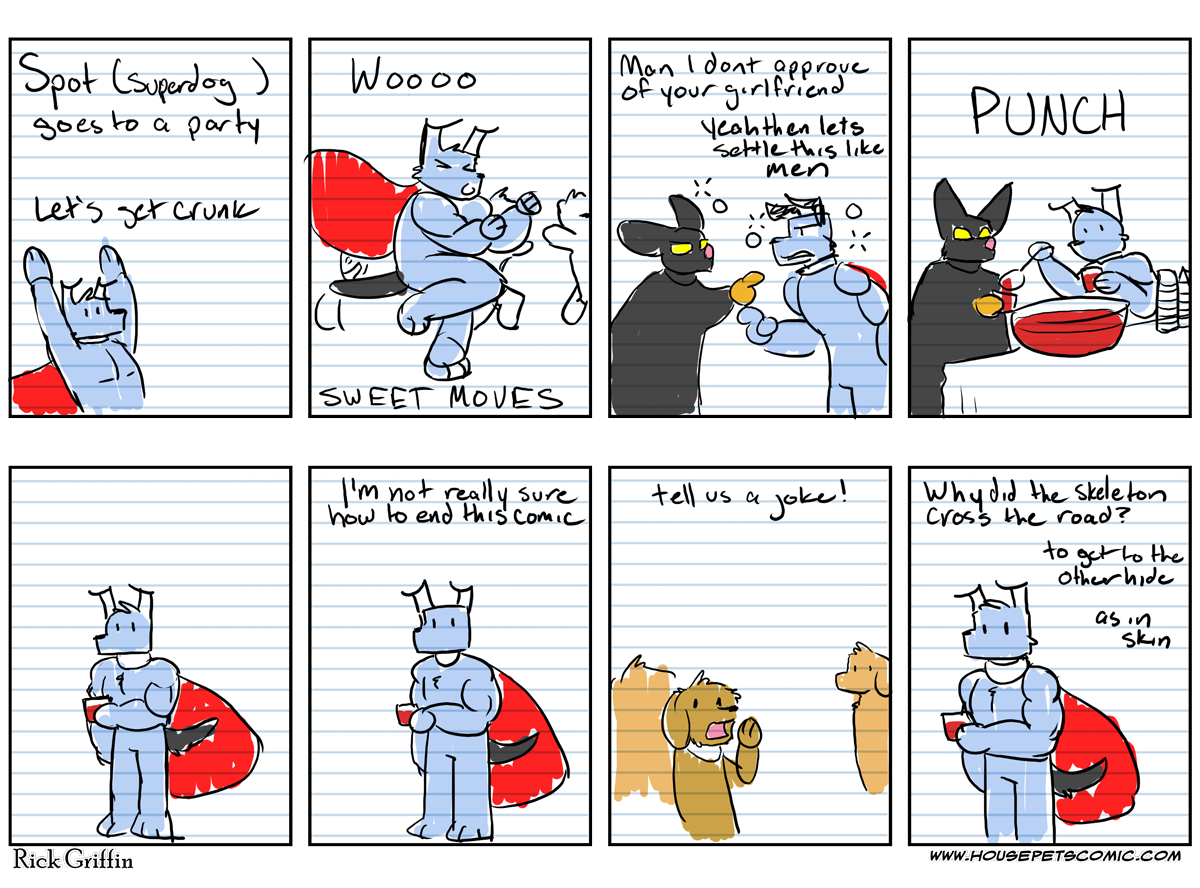 Spot (superdog )
goes to a party
Let's get crunk
Woooo
SWEET MOVES
Man I dont approve
of your girlfriend
yeah then lets
settle this like
men
PUNCH
I'm not really sure
how to end this comic
tell us a joke!
Why did the skeleton
cross the road?
to get to the
other hide
as in
skin
Rick Griffin
WWW.HOUSEPETSCOMIC.COM